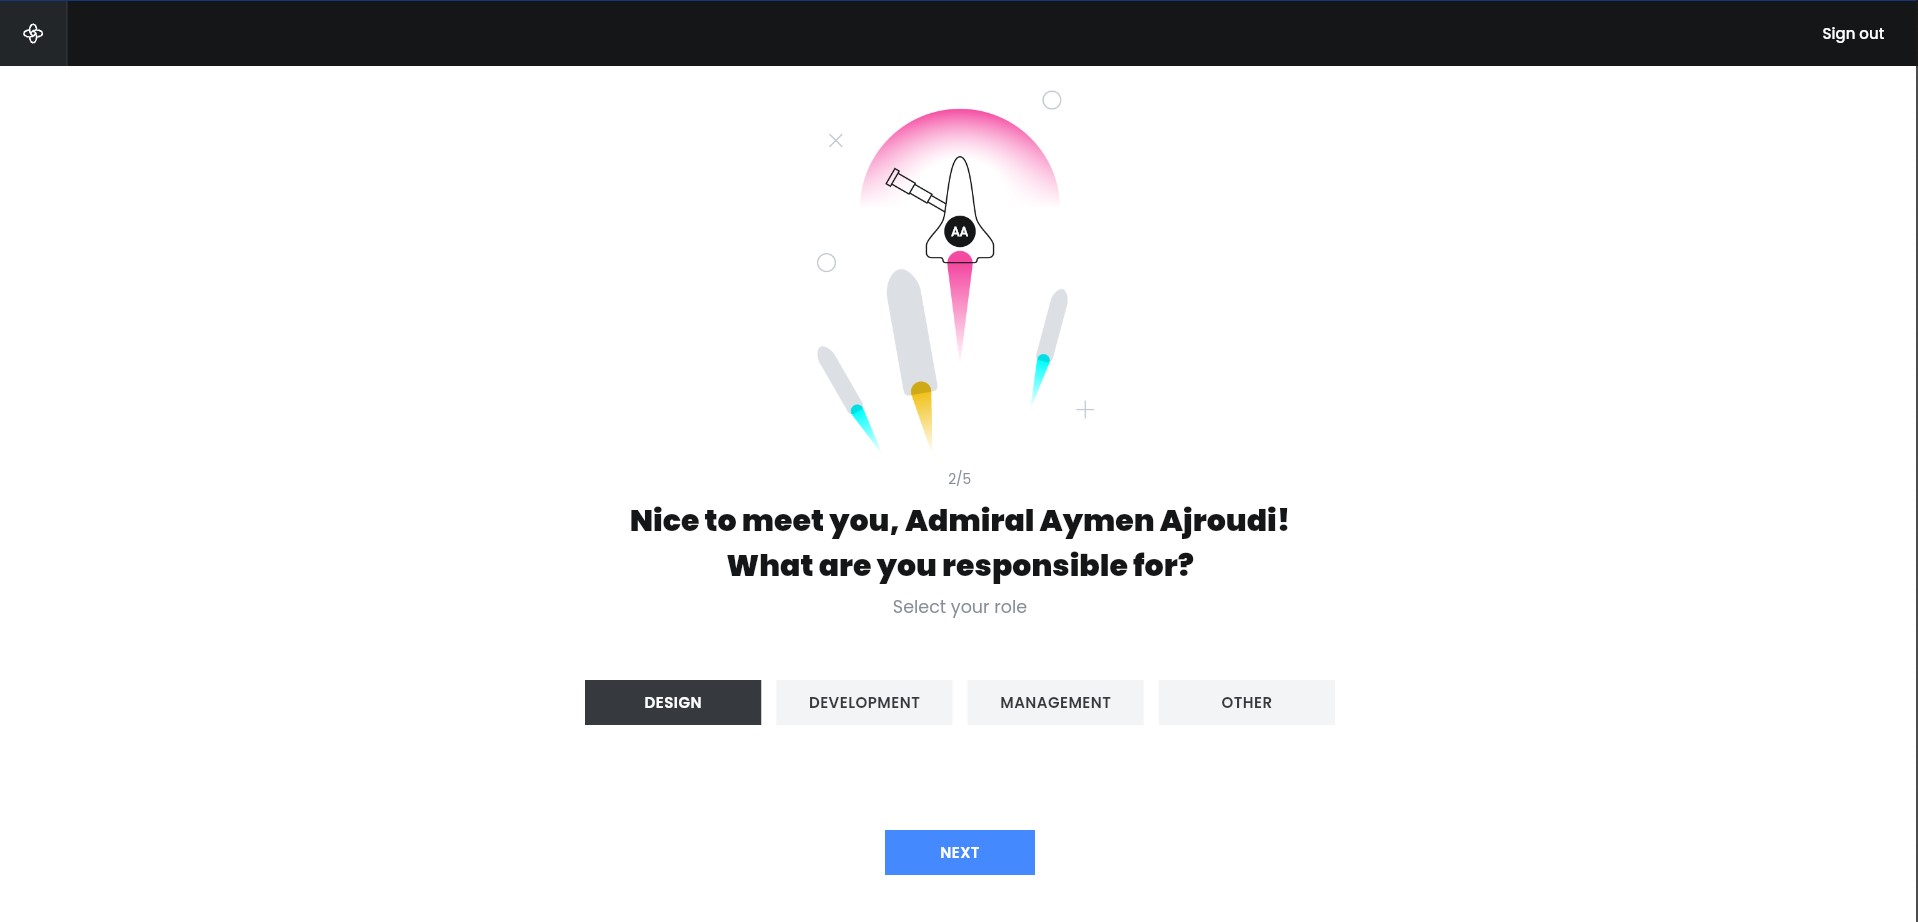 Sign out
AA
2/5
Nice to meet you, Admiral Aymen Ajroudi!
What are you responsible for?
Select your role
DESIGN
DEVELOPMENT
MANAGEMENT
OTHER
NEXT